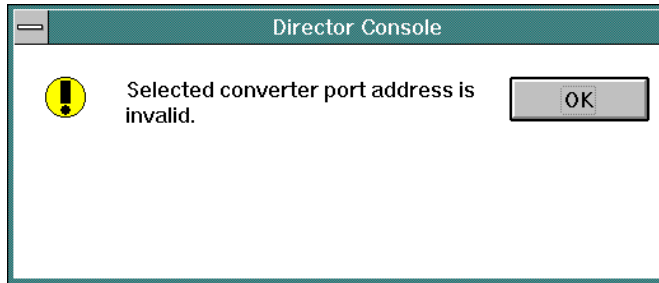 Director Console
Selected converter port address is
invalid.
OK